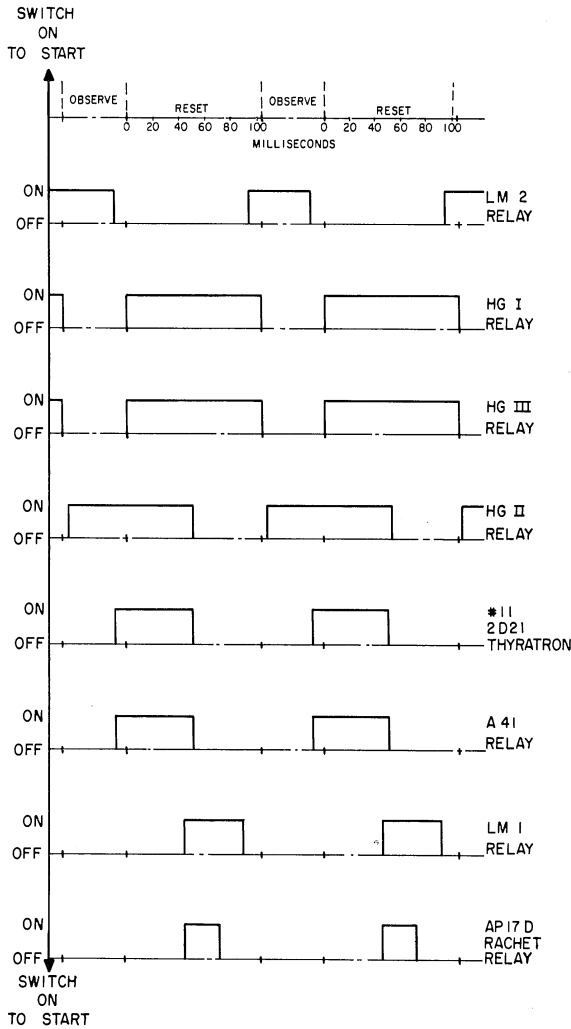 SWITCH
ON
TO START
OBSERVE RESET OBSERVE RESET
0 20 40 60 80 100 0 20 40 60 80 100
MILLISECONDS
ON
OFF
LM 2
RELAY
ON
OFF
HG I
RELAY
ON
OFF
HG III
RELAY
ON
OFF
HG II
RELAY
ON
OFF
#11
2D21
THYRATRON
ON
OFF
A 41
RELAY
ON
OFF
LM 1
RELAY
ON
OFF
AP 17 D
RACHET
RELAY
SWITCH
ON
TO START